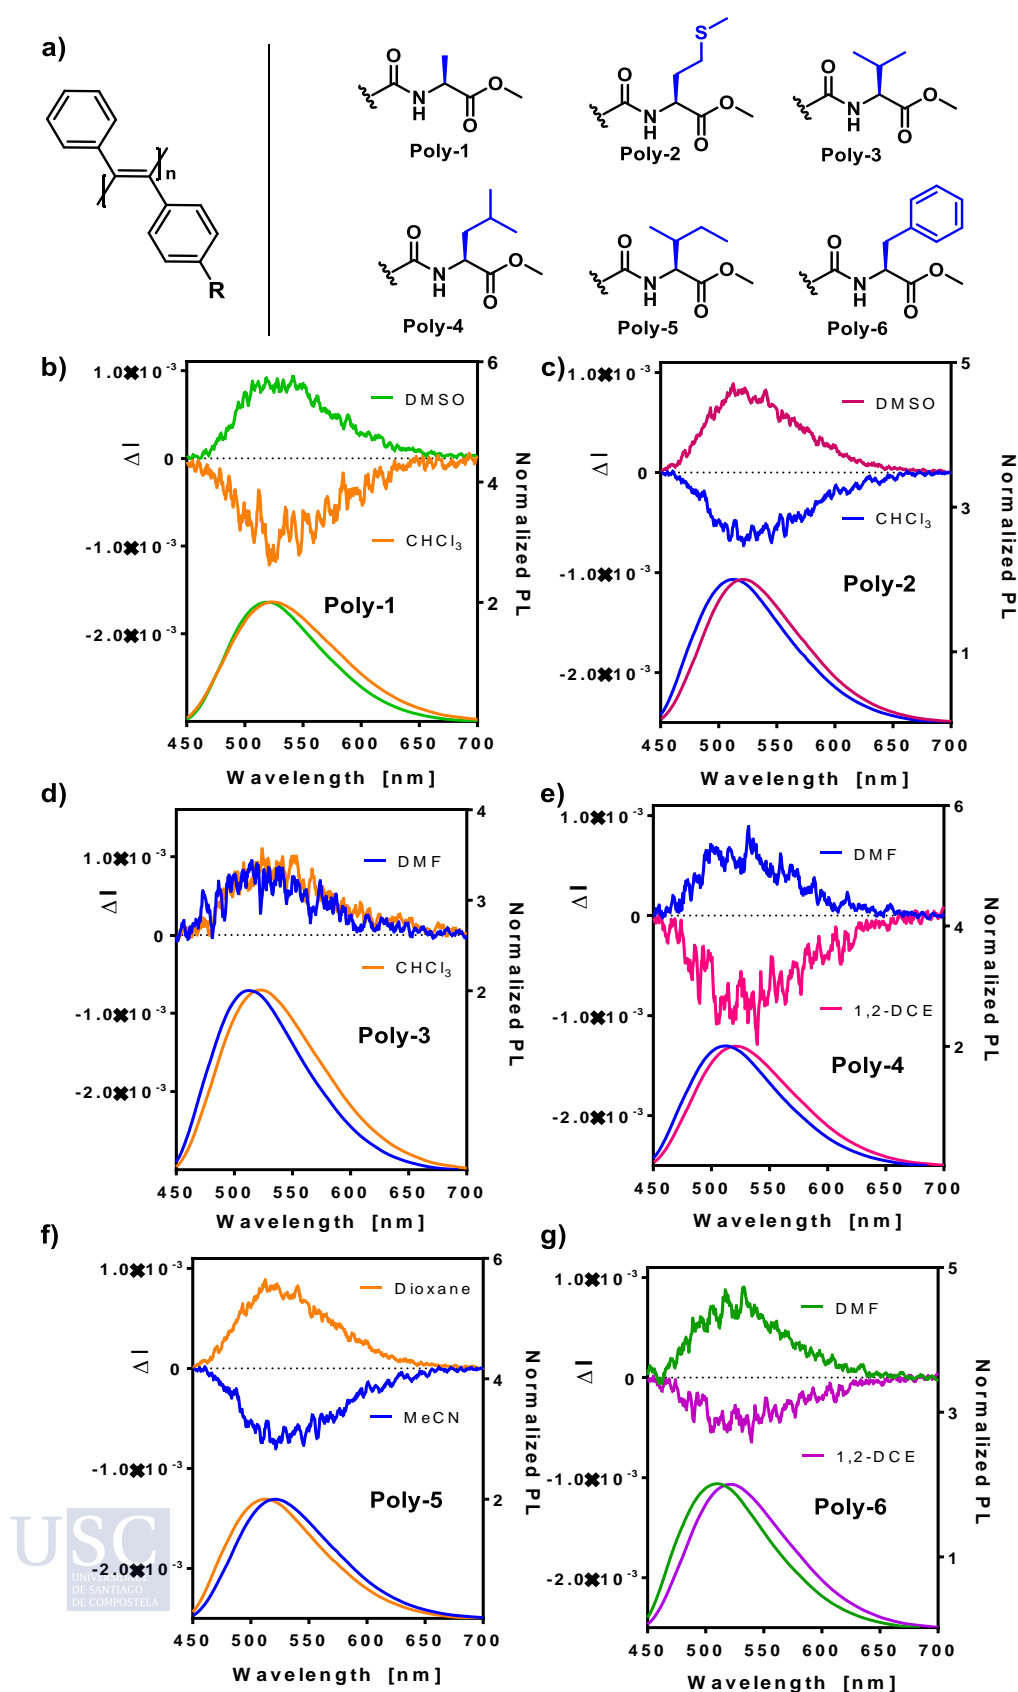 a)
R
n
O
N
H
O
O
Poly-1
S
O
N
H
O
O
Poly-2
O
N
H
O
O
Poly-3
O
N
H
O
O
Poly-4
O
N
H
O
O
Poly-5
O
N
H
O
O
Poly-6
b)
1.0✖10⁻³
0
-1.0✖10⁻³
-2.0✖10⁻³
Δ I
6
4
2
Normalized PL
DMSO
CHCl₃
Poly-1
450 500 550 600 650 700
Wavelength [nm]
c)
1.0✖10⁻³
0
-1.0✖10⁻³
-2.0✖10⁻³
Δ I
5
3
1
Normalized PL
DMSO
CHCl₃
Poly-2
450 500 550 600 650 700
Wavelength [nm]
d)
1.0✖10⁻³
0
-1.0✖10⁻³
-2.0✖10⁻³
Δ I
4
3
2
Normalized PL
DMF
CHCl₃
Poly-3
450 500 550 600 650 700
Wavelength [nm]
e)
1.0✖10⁻³
0
-1.0✖10⁻³
-2.0✖10⁻³
Δ I
6
4
2
Normalized PL
DMF
1,2-DCE
Poly-4
450 500 550 600 650 700
Wavelength [nm]
f)
1.0✖10⁻³
0
-1.0✖10⁻³
-2.0✖10⁻³
Δ I
6
4
2
Normalized PL
Dioxane
MeCN
Poly-5
450 500 550 600 650 700
Wavelength [nm]
g)
1.0✖10⁻³
0
-1.0✖10⁻³
-2.0✖10⁻³
Δ I
5
3
1
Normalized PL
DMF
1,2-DCE
Poly-6
450 500 550 600 650 700
Wavelength [nm]
USC
DE SANTIAGO
DE COMPOSTELA